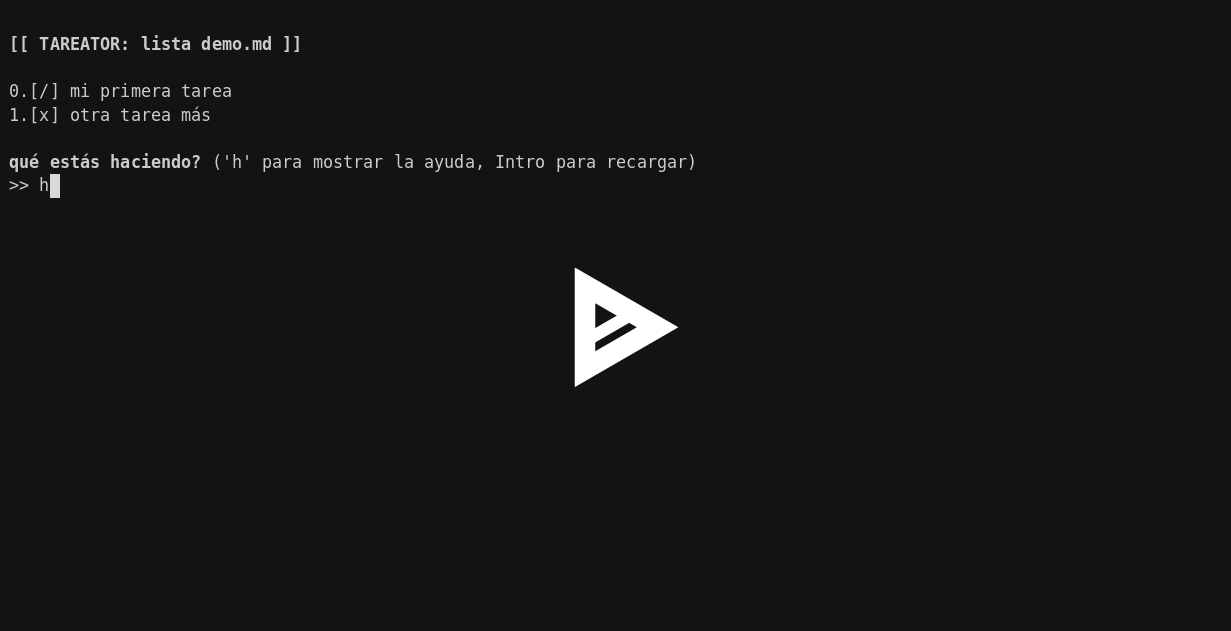 [[ TAREATOR: lista demo.md ]]
0.[/] mi primera tarea
1.[x] otra tarea más
qué estás haciendo? ('h' para mostrar la ayuda, Intro para recargar)
>> h